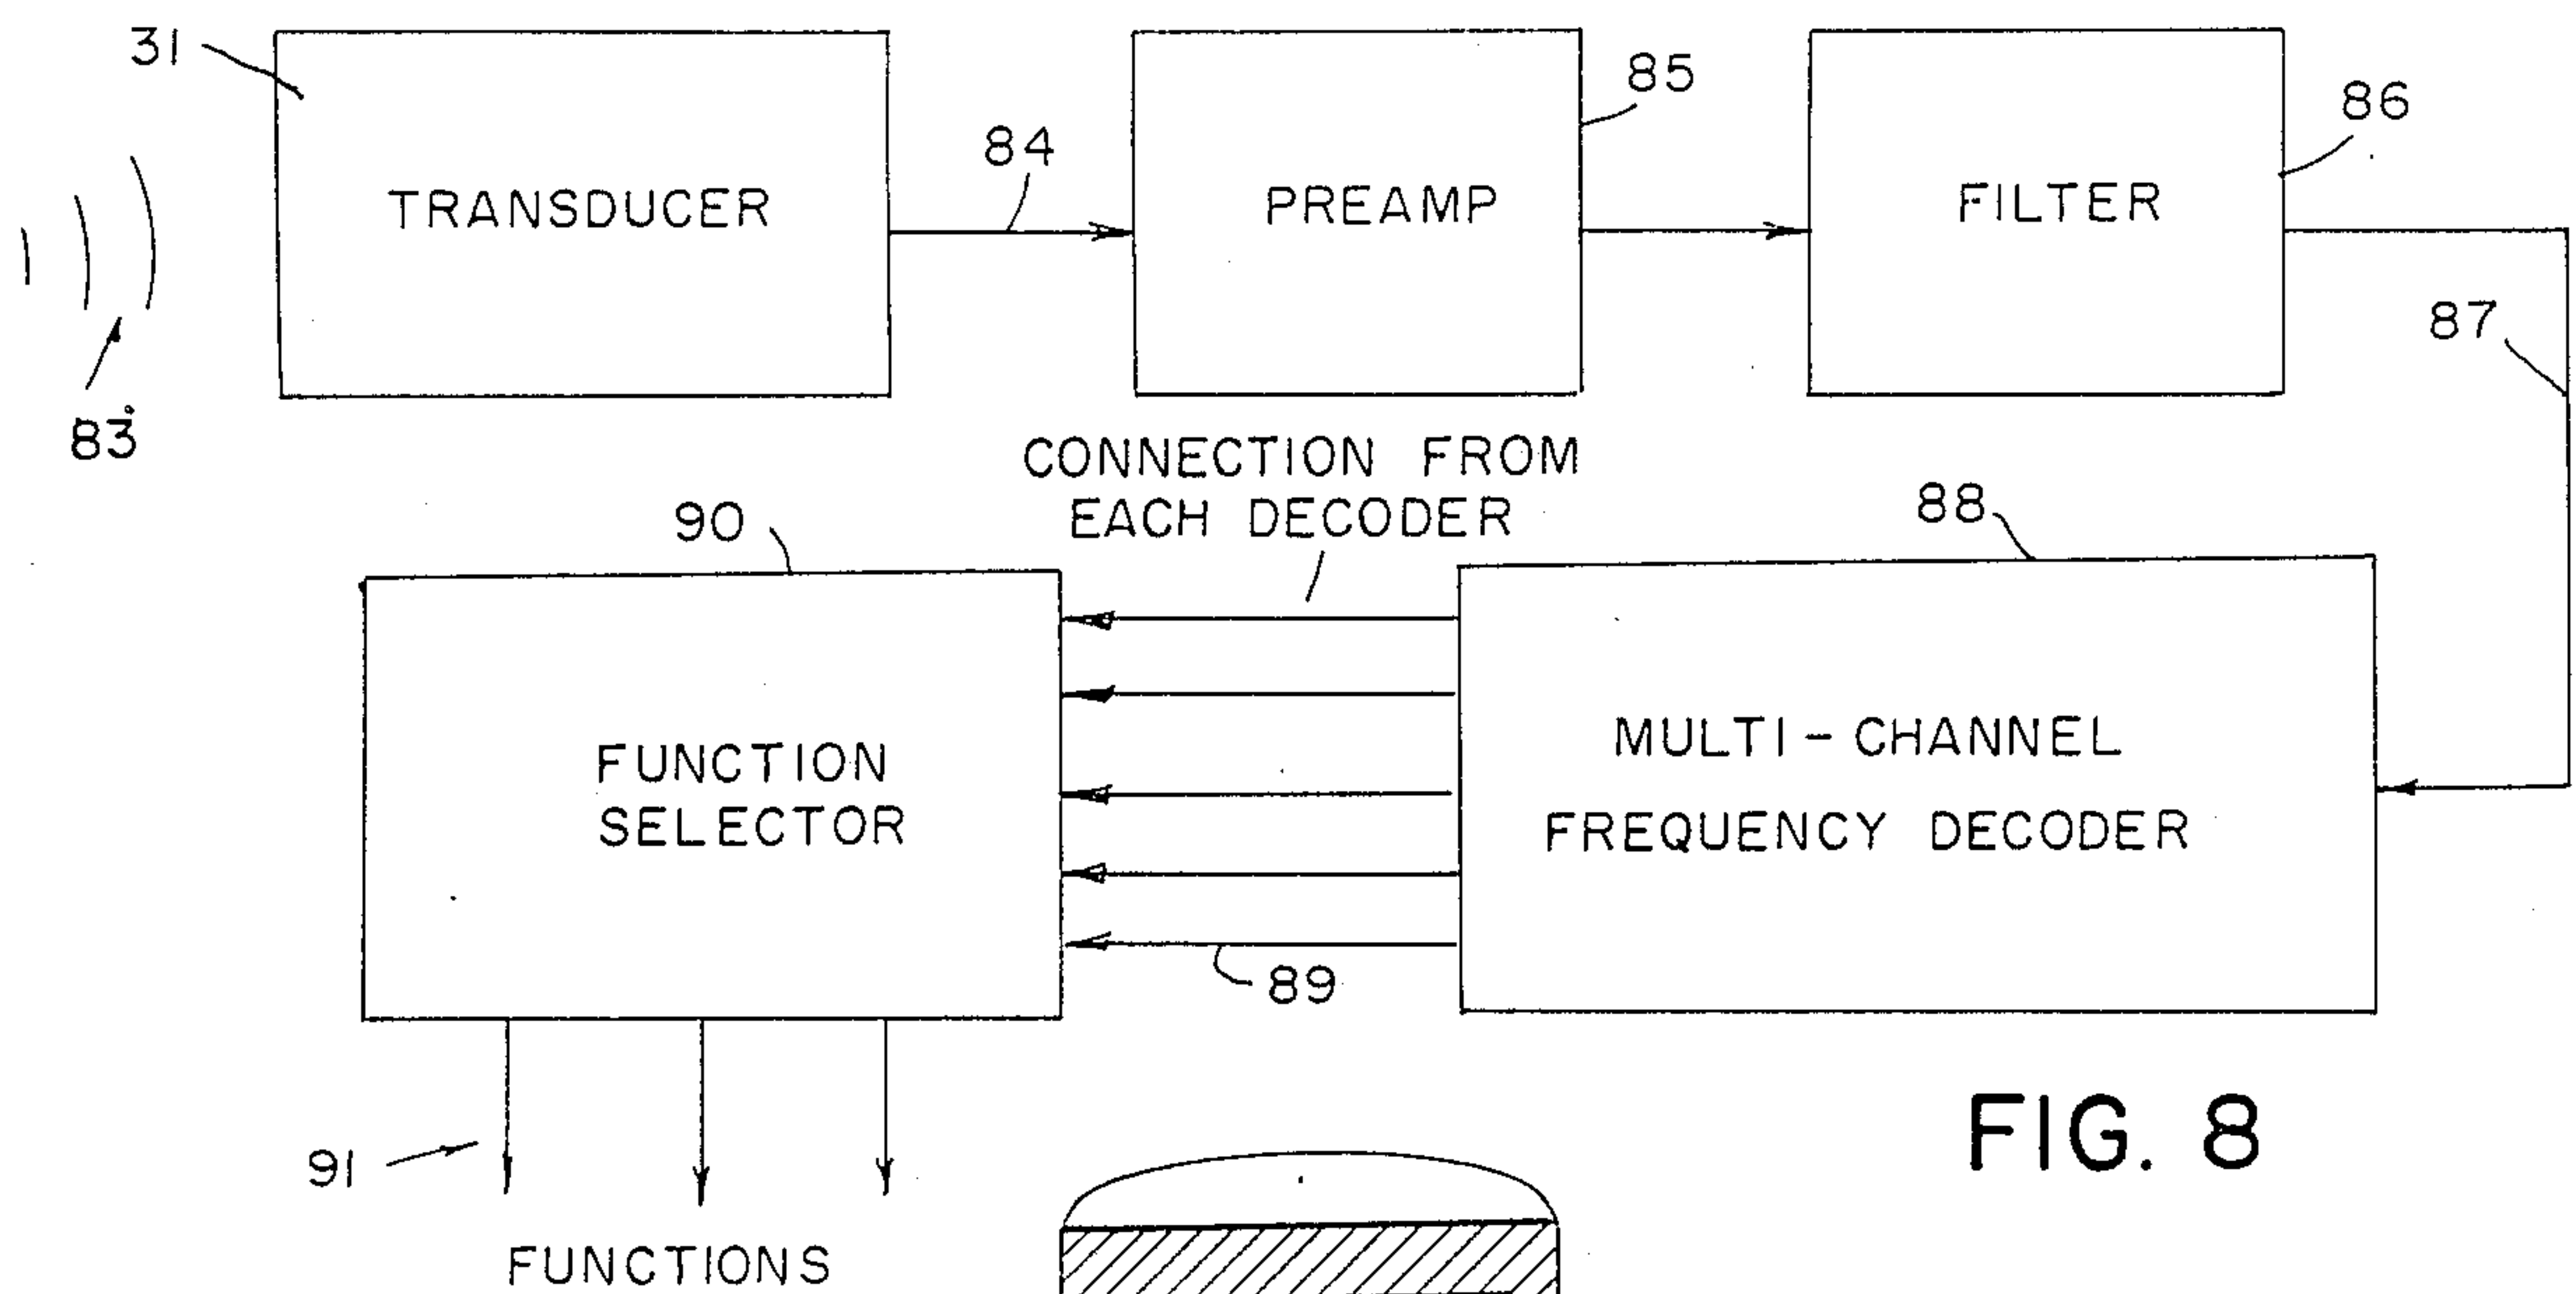 31
TRANSDUCER
84
PREAMP
85
FILTER
86
83
87
CONNECTION FROM
EACH DECODER
90
88
FUNCTION
SELECTOR
MULTI-CHANNEL
FREQUENCY DECODER
89
91
FUNCTIONS
FIG. 8